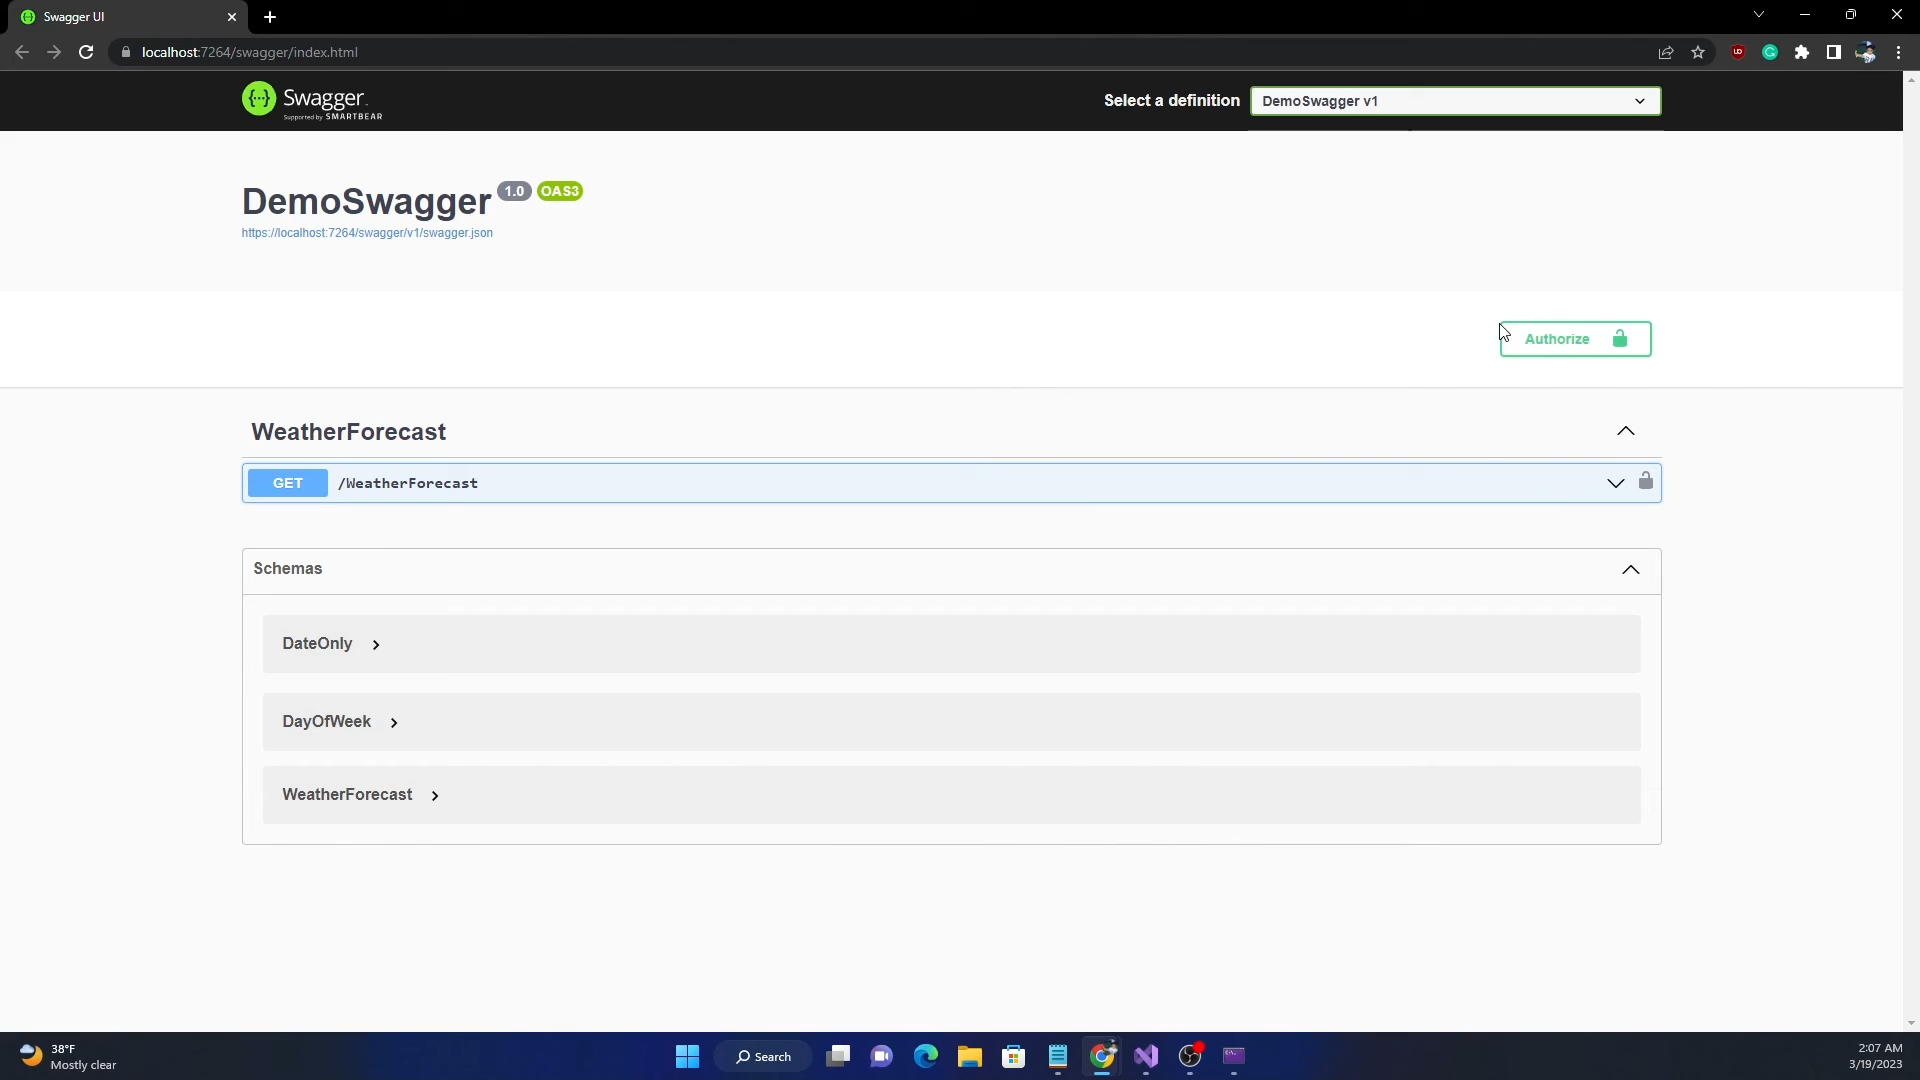 Swagger UI
localhost:7264/swagger/index.html
Swagger
Supported by SMARTBEAR
Select a definition
DemoSwagger v1
DemoSwagger 1.0 OAS3
https://localhost:7264/swagger/v1/swagger.json
Authorize
WeatherForecast
GET /WeatherForecast
Schemas
DateOnly
DayOfWeek
WeatherForecast
38°F
Mostly clear
Search
2:07 AM
3/19/2023